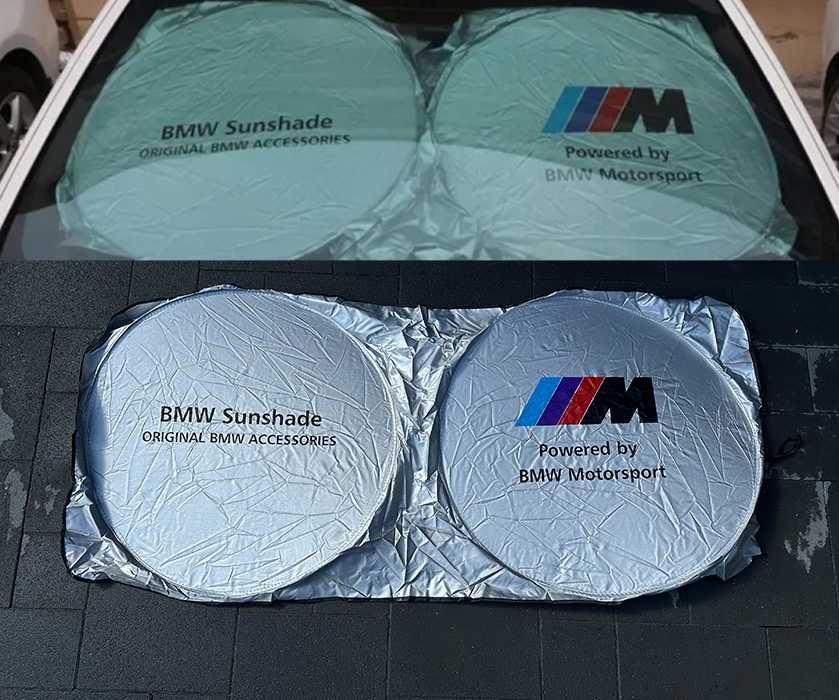 BMW Sunshade
ORIGINAL BMW ACCESSORIES
M
Powered by
BMW Motorsport
BMW Sunshade
ORIGINAL BMW ACCESSORIES
M
Powered by
BMW Motorsport